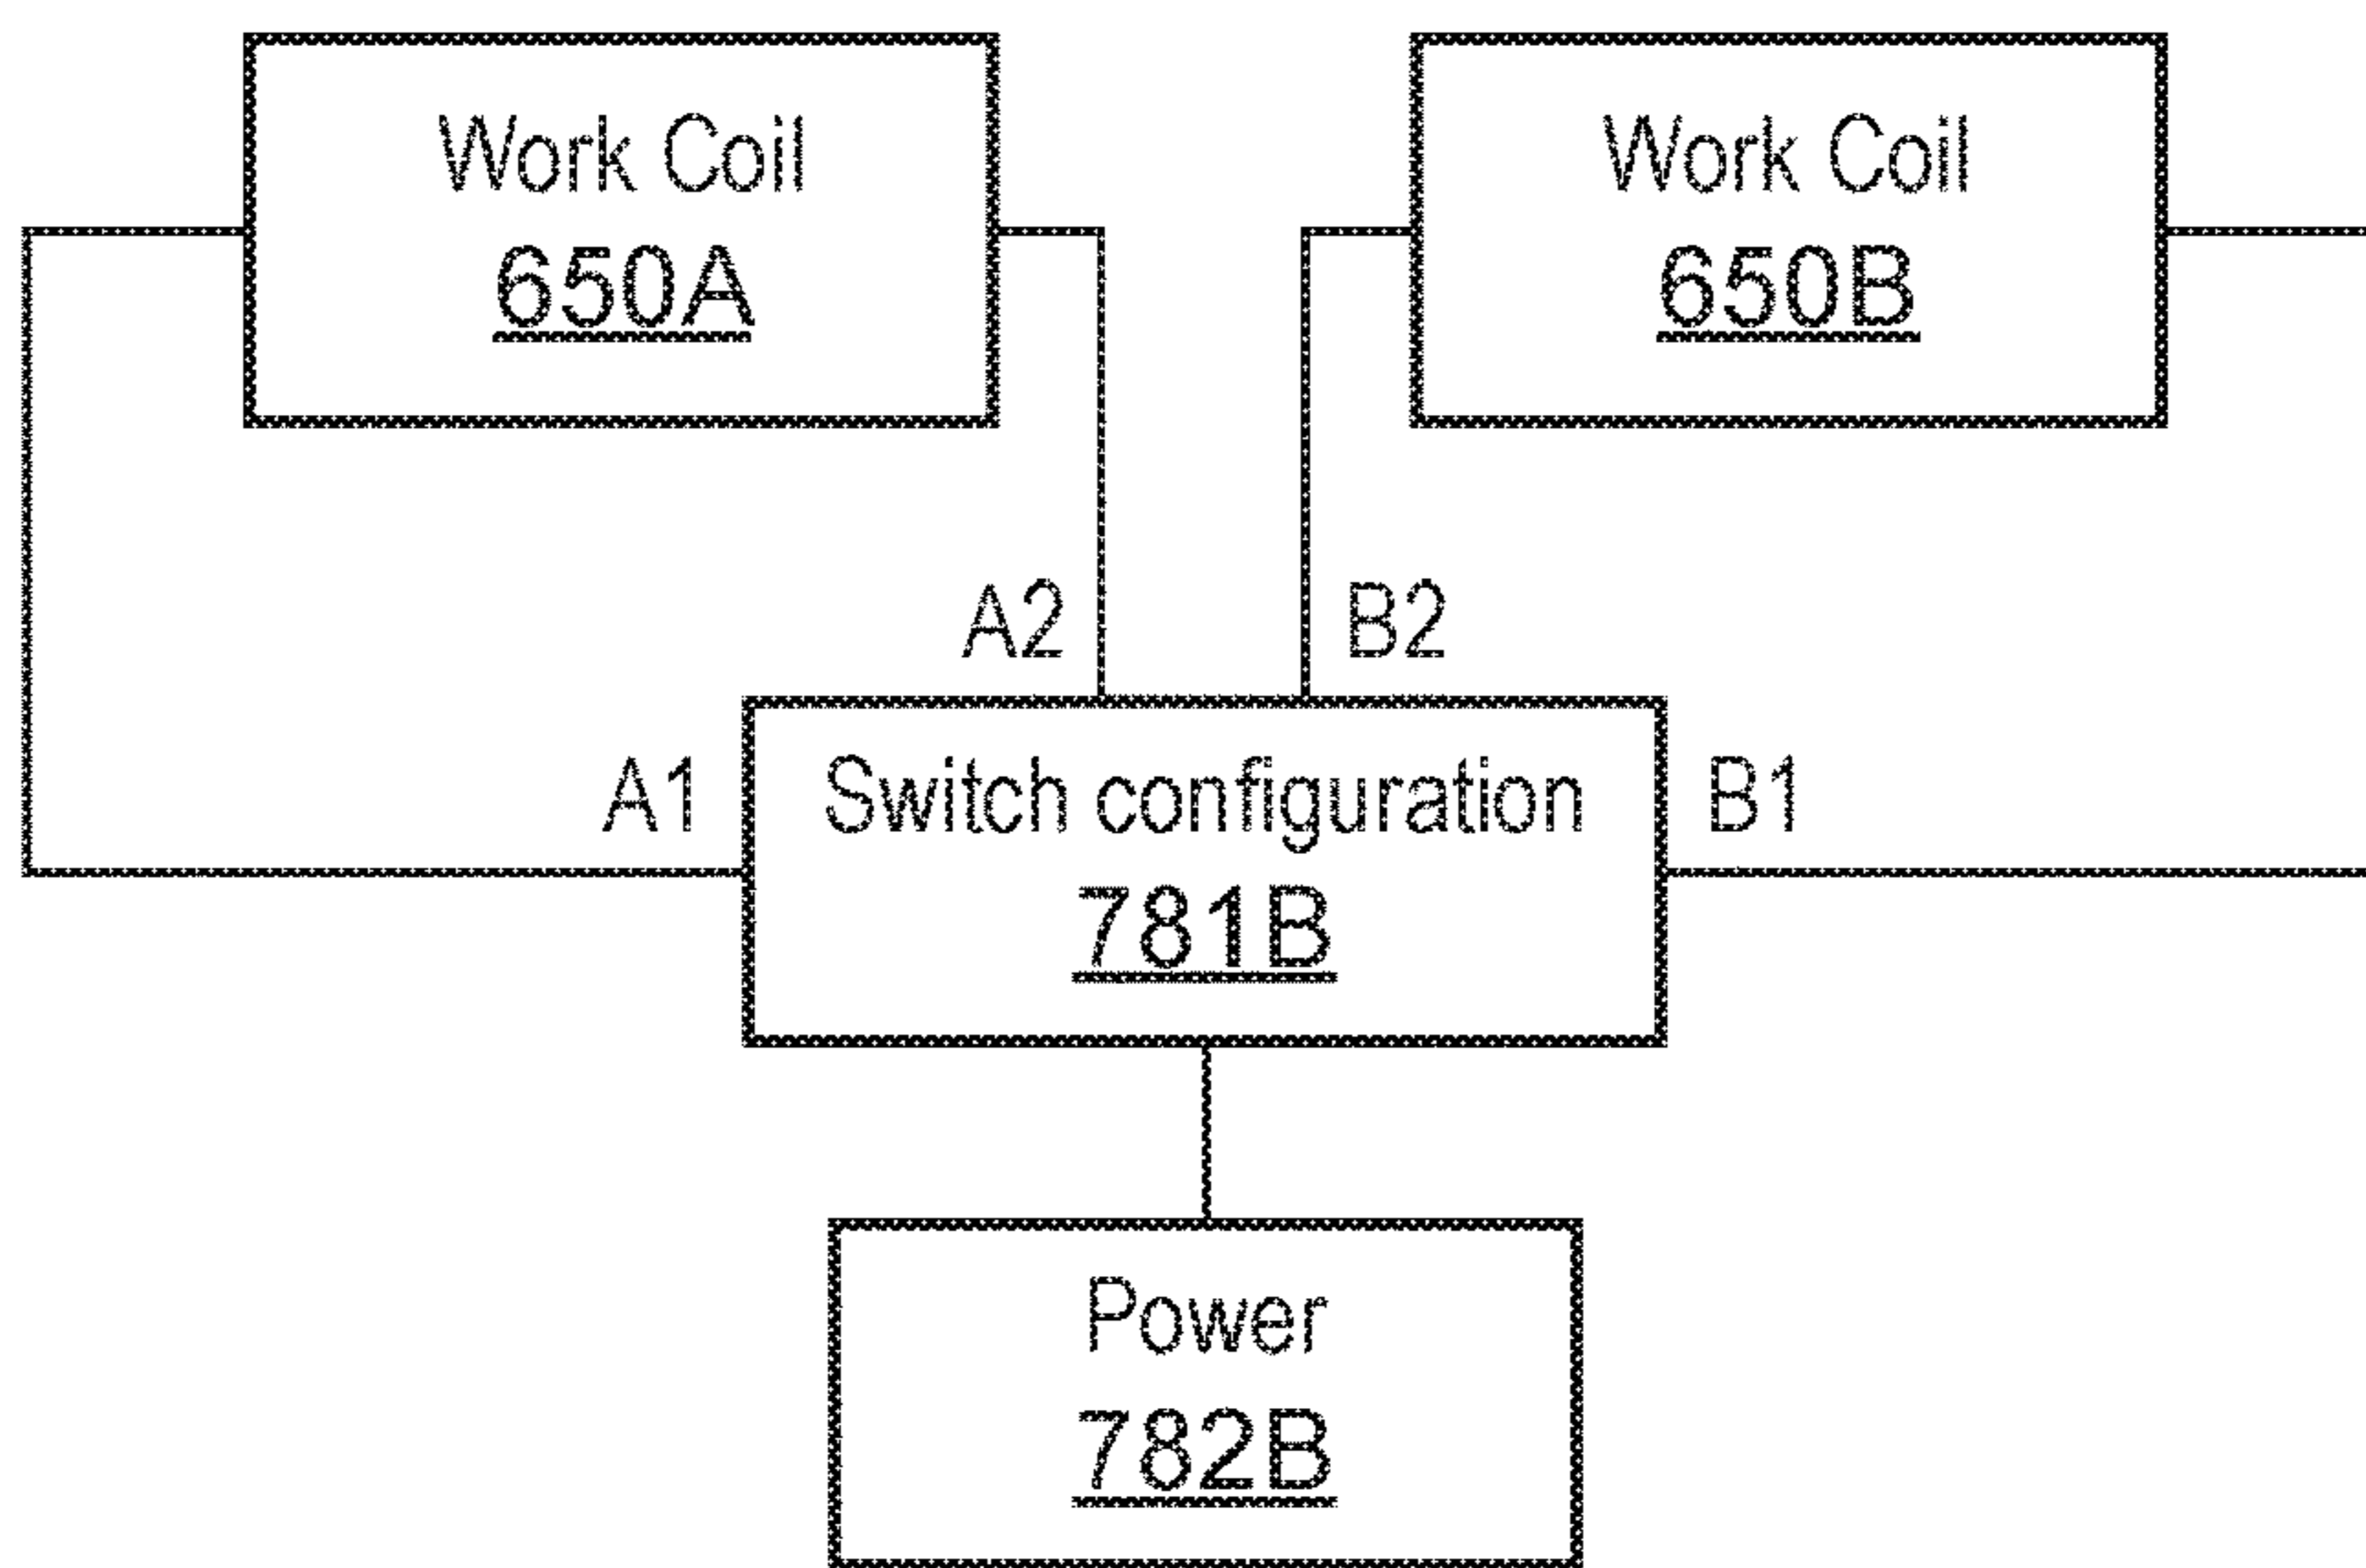 Work Coil
650A
Work Coil
650B
A2
B2
A1
Switch configuration
781B
B1
Power
782B